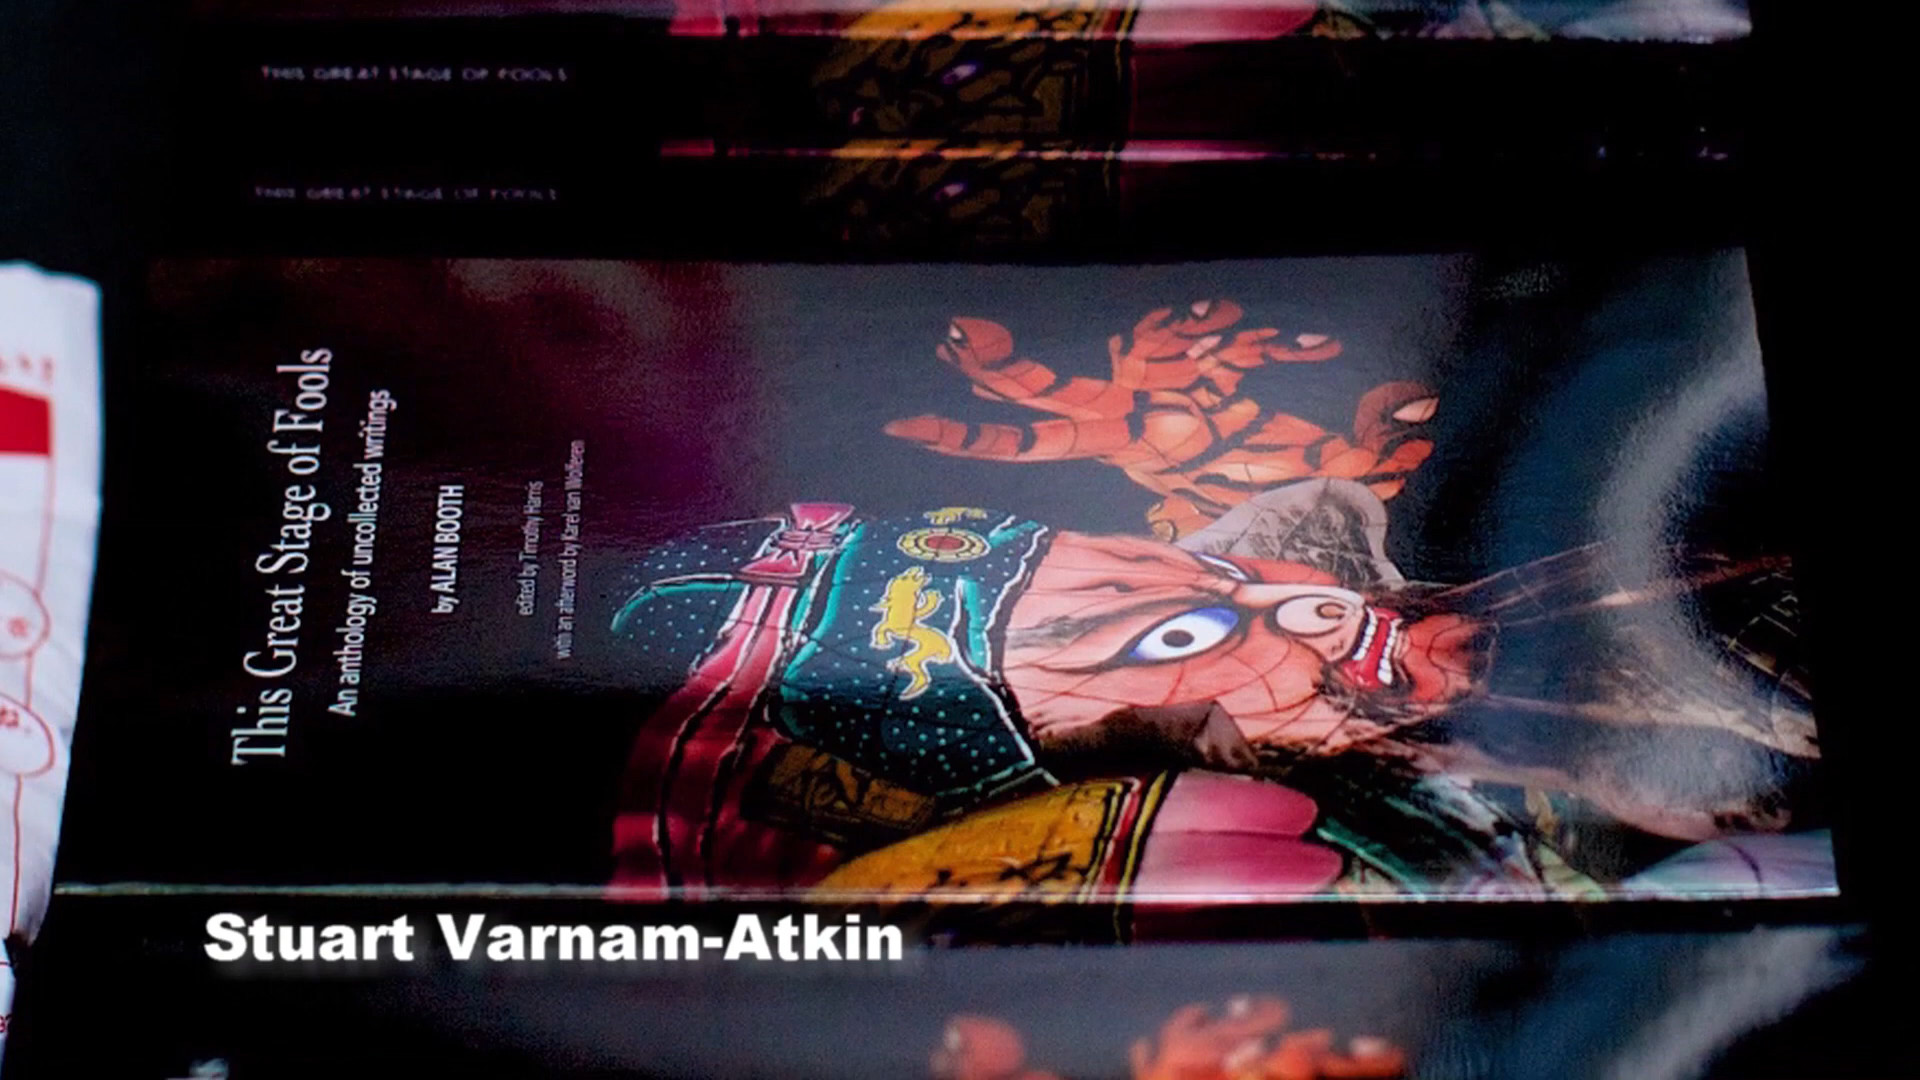 THIS GREAT STAGE OF FOOLS
THIS GREAT STAGE OF FOOLS
This Great Stage of Fools
An anthology of uncollected writings
by ALAN BOOTH
edited by Timothy Harris
with an afterword by Karel van Wolferen
Stuart Varnam-Atkin